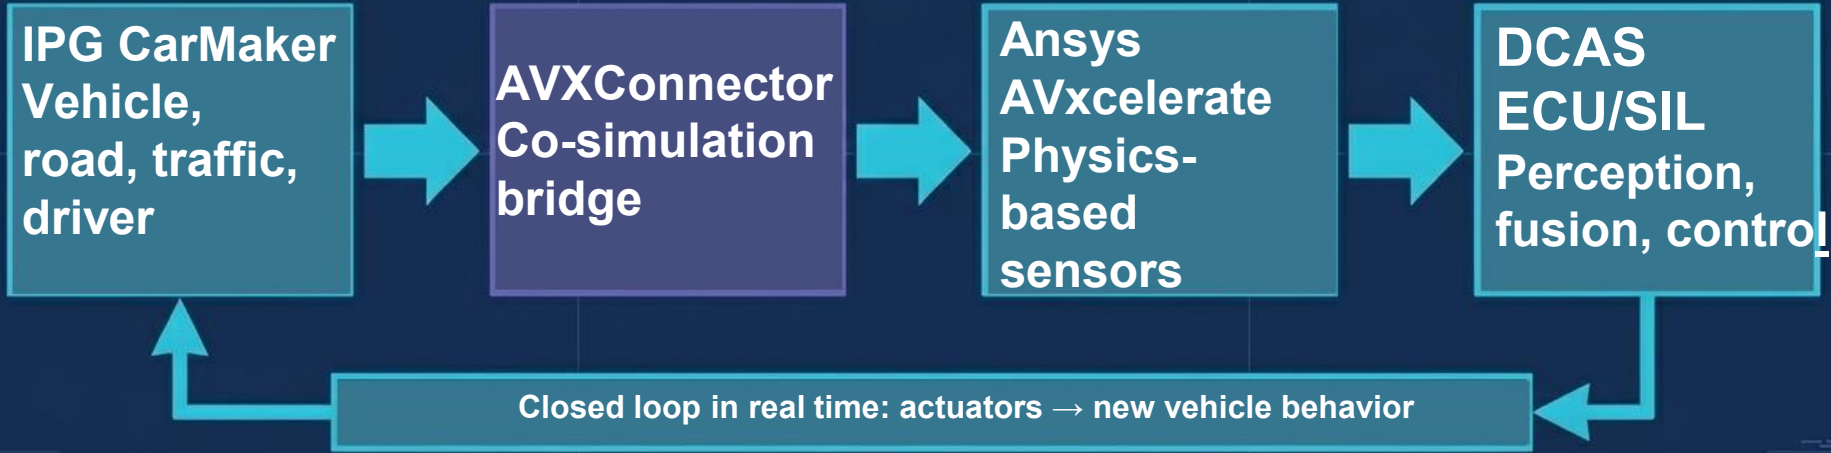 IPG CarMaker
Vehicle,
road, traffic,
driver
AVXConnector
Co-simulation
bridge
Ansys
AVxcelerate
Physics-
based
sensors
DCAS
ECU/SIL
Perception,
fusion, control
Closed loop in real time: actuators → new vehicle behavior